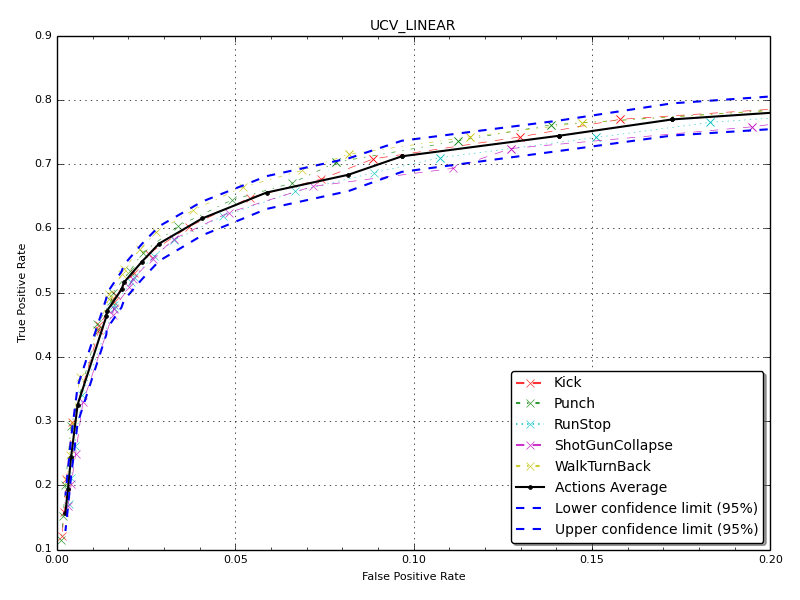 UCV_LINEAR
0.9
0.8
0.7
0.6
0.5
0.4
0.3
0.2
0.1
True Positive Rate
Kick
Punch
RunStop
ShotGunCollapse
WalkTurnBack
Actions Average
Lower confidence limit (95%)
Upper confidence limit (95%)
0.00 0.05 0.10 0.15 0.20
False Positive Rate